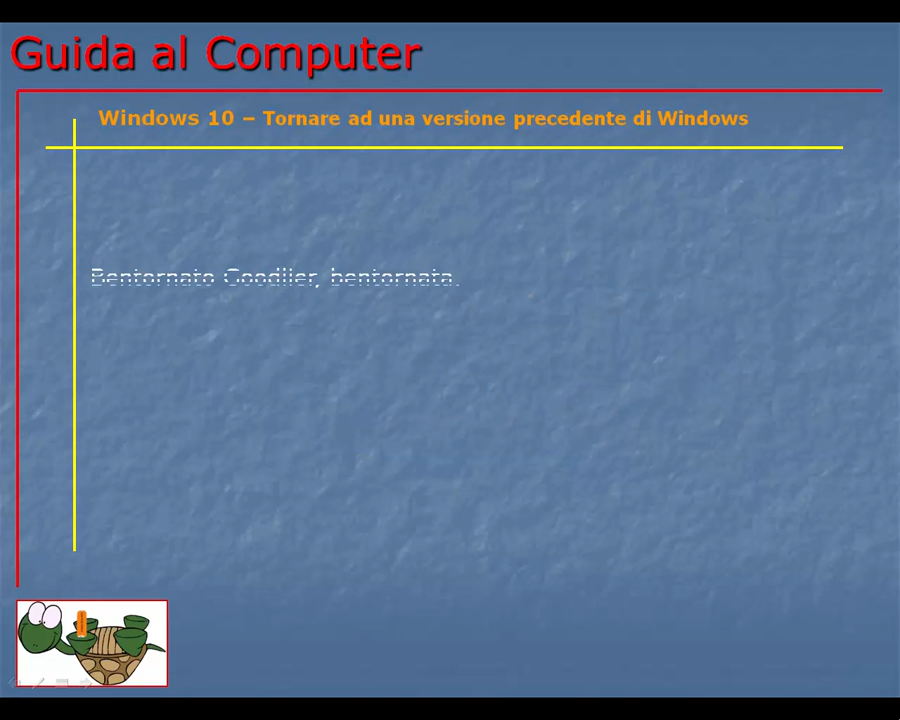 Guida al Computer
Windows 10 – Tornare ad una versione precedente di Windows
Bentornato Goodlier, bentornata.